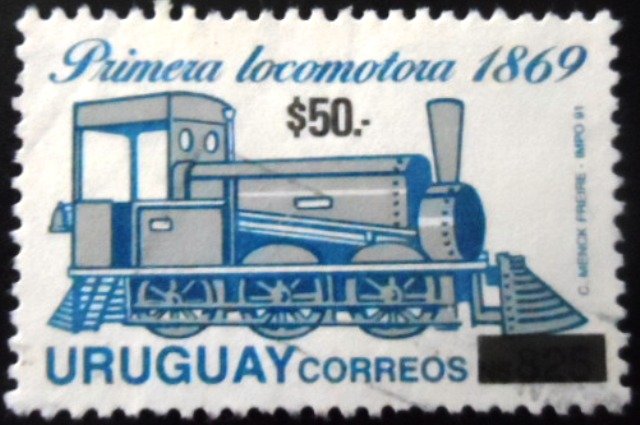 Primera locomotora 1869
$50.-
C. MENCK FREIRE - IMPO 91
URUGUAY CORREOS